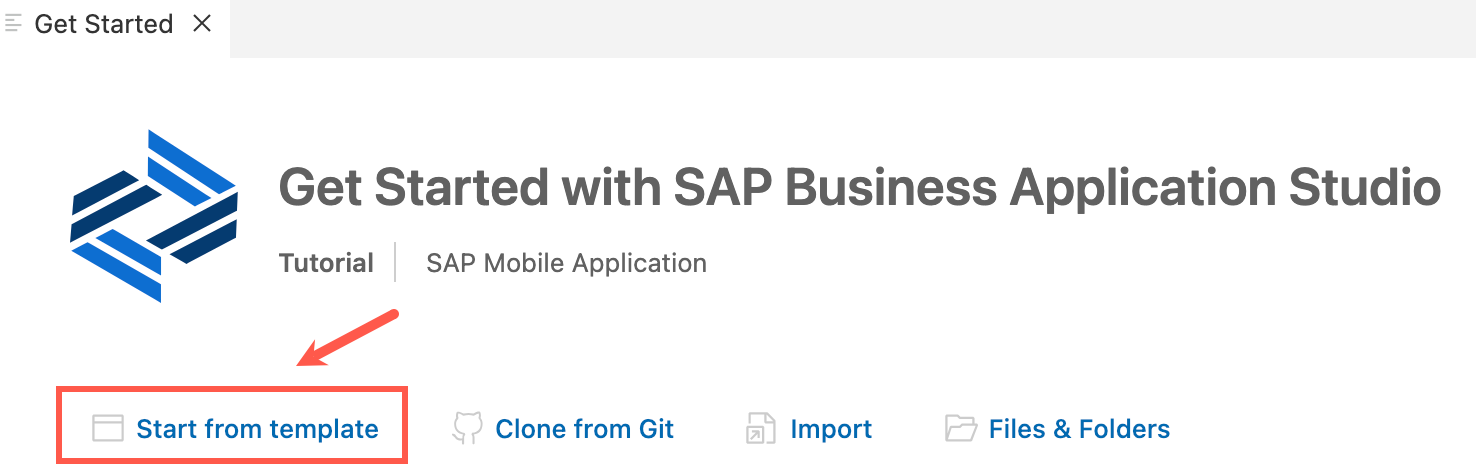 Get Started
Get Started with SAP Business Application Studio
Tutorial SAP Mobile Application
Start from template Clone from Git Import Files & Folders